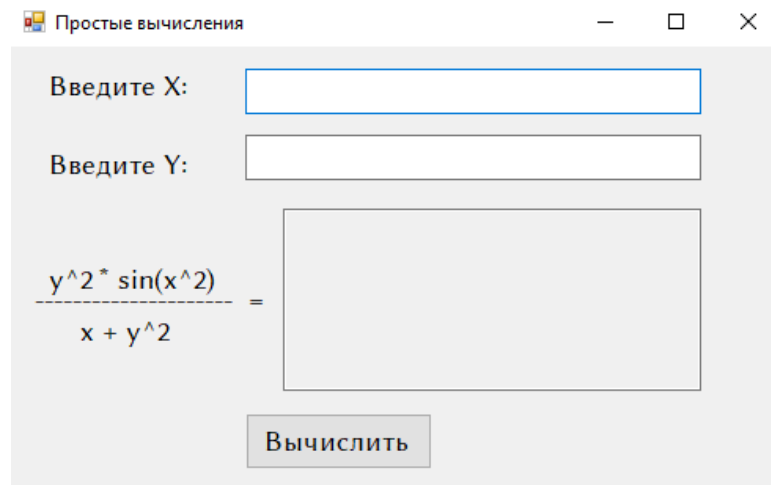 Простые вычисления
Введите X:
Введите Y:
y^2 * sin(x^2)
---------------------- =
x + y^2
Вычислить